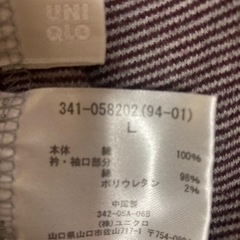 UNI
QLO
341-058202 (94-01)
L
本体 綿 100%
衿・袖口部分
綿 98%
ポリウレタン 2%
中国製
342-05A-06B
(株)ユニクロ
山口県山口市佐山717-1 〒754-